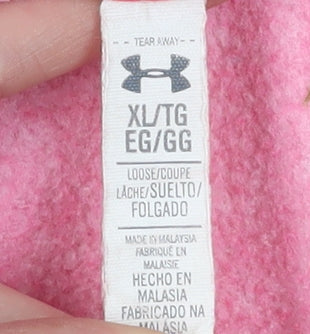 - - TEAR AWAY - -
XL/TG
EG/GG
LOOSE/COUPE
LÂCHE/SUELTO/
FOLGADO
MADE IN MALAYSIA
FABRIQUÉ EN
MALAISIE
HECHO EN
MALASIA
FABRICADO NA
MALASIA